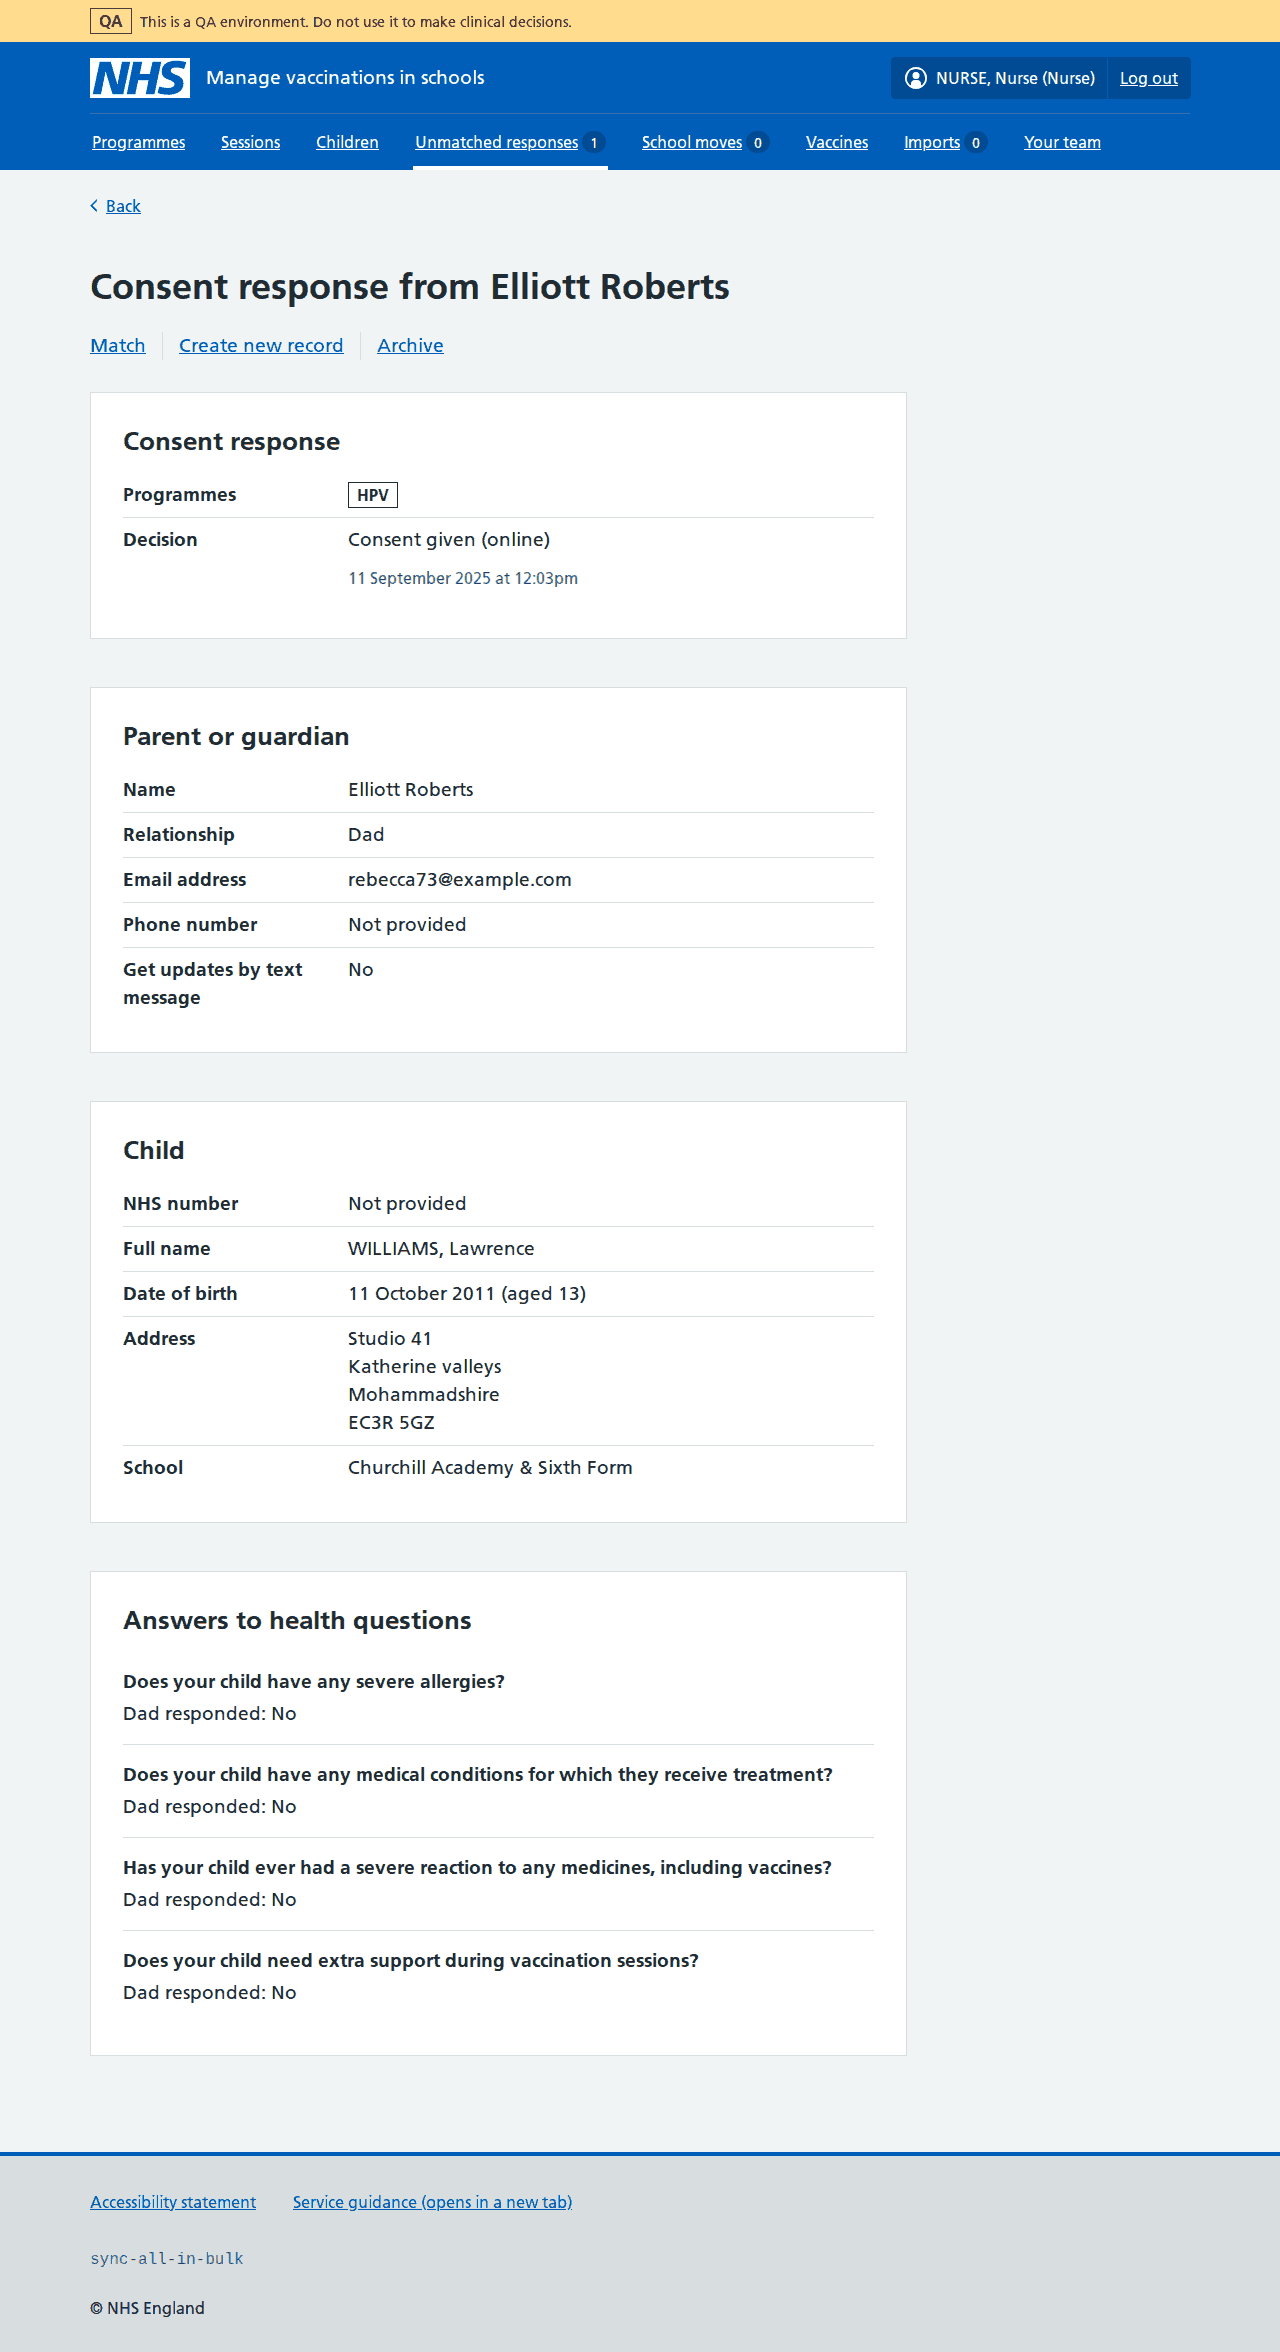 QA This is a QA environment. Do not use it to make clinical decisions.
NHS Manage vaccinations in schools NURSE, Nurse (Nurse) Log out
Programmes Sessions Children Unmatched responses 1 School moves 0 Vaccines Imports 0 Your team
Back
Consent response from Elliott Roberts
Match Create new record Archive
Consent response
Programmes HPV
Decision Consent given (online)
11 September 2025 at 12:03pm
Parent or guardian
Name Elliott Roberts
Relationship Dad
Email address rebecca73@example.com
Phone number Not provided
Get updates by text No
message
Child
NHS number Not provided
Full name WILLIAMS, Lawrence
Date of birth 11 October 2011 (aged 13)
Address Studio 41
Katherine valleys
Mohammadshire
EC3R 5GZ
School Churchill Academy & Sixth Form
Answers to health questions
Does your child have any severe allergies?
Dad responded: No
Does your child have any medical conditions for which they receive treatment?
Dad responded: No
Has your child ever had a severe reaction to any medicines, including vaccines?
Dad responded: No
Does your child need extra support during vaccination sessions?
Dad responded: No
Accessibility statement Service guidance (opens in a new tab)
sync-all-in-bulk
© NHS England